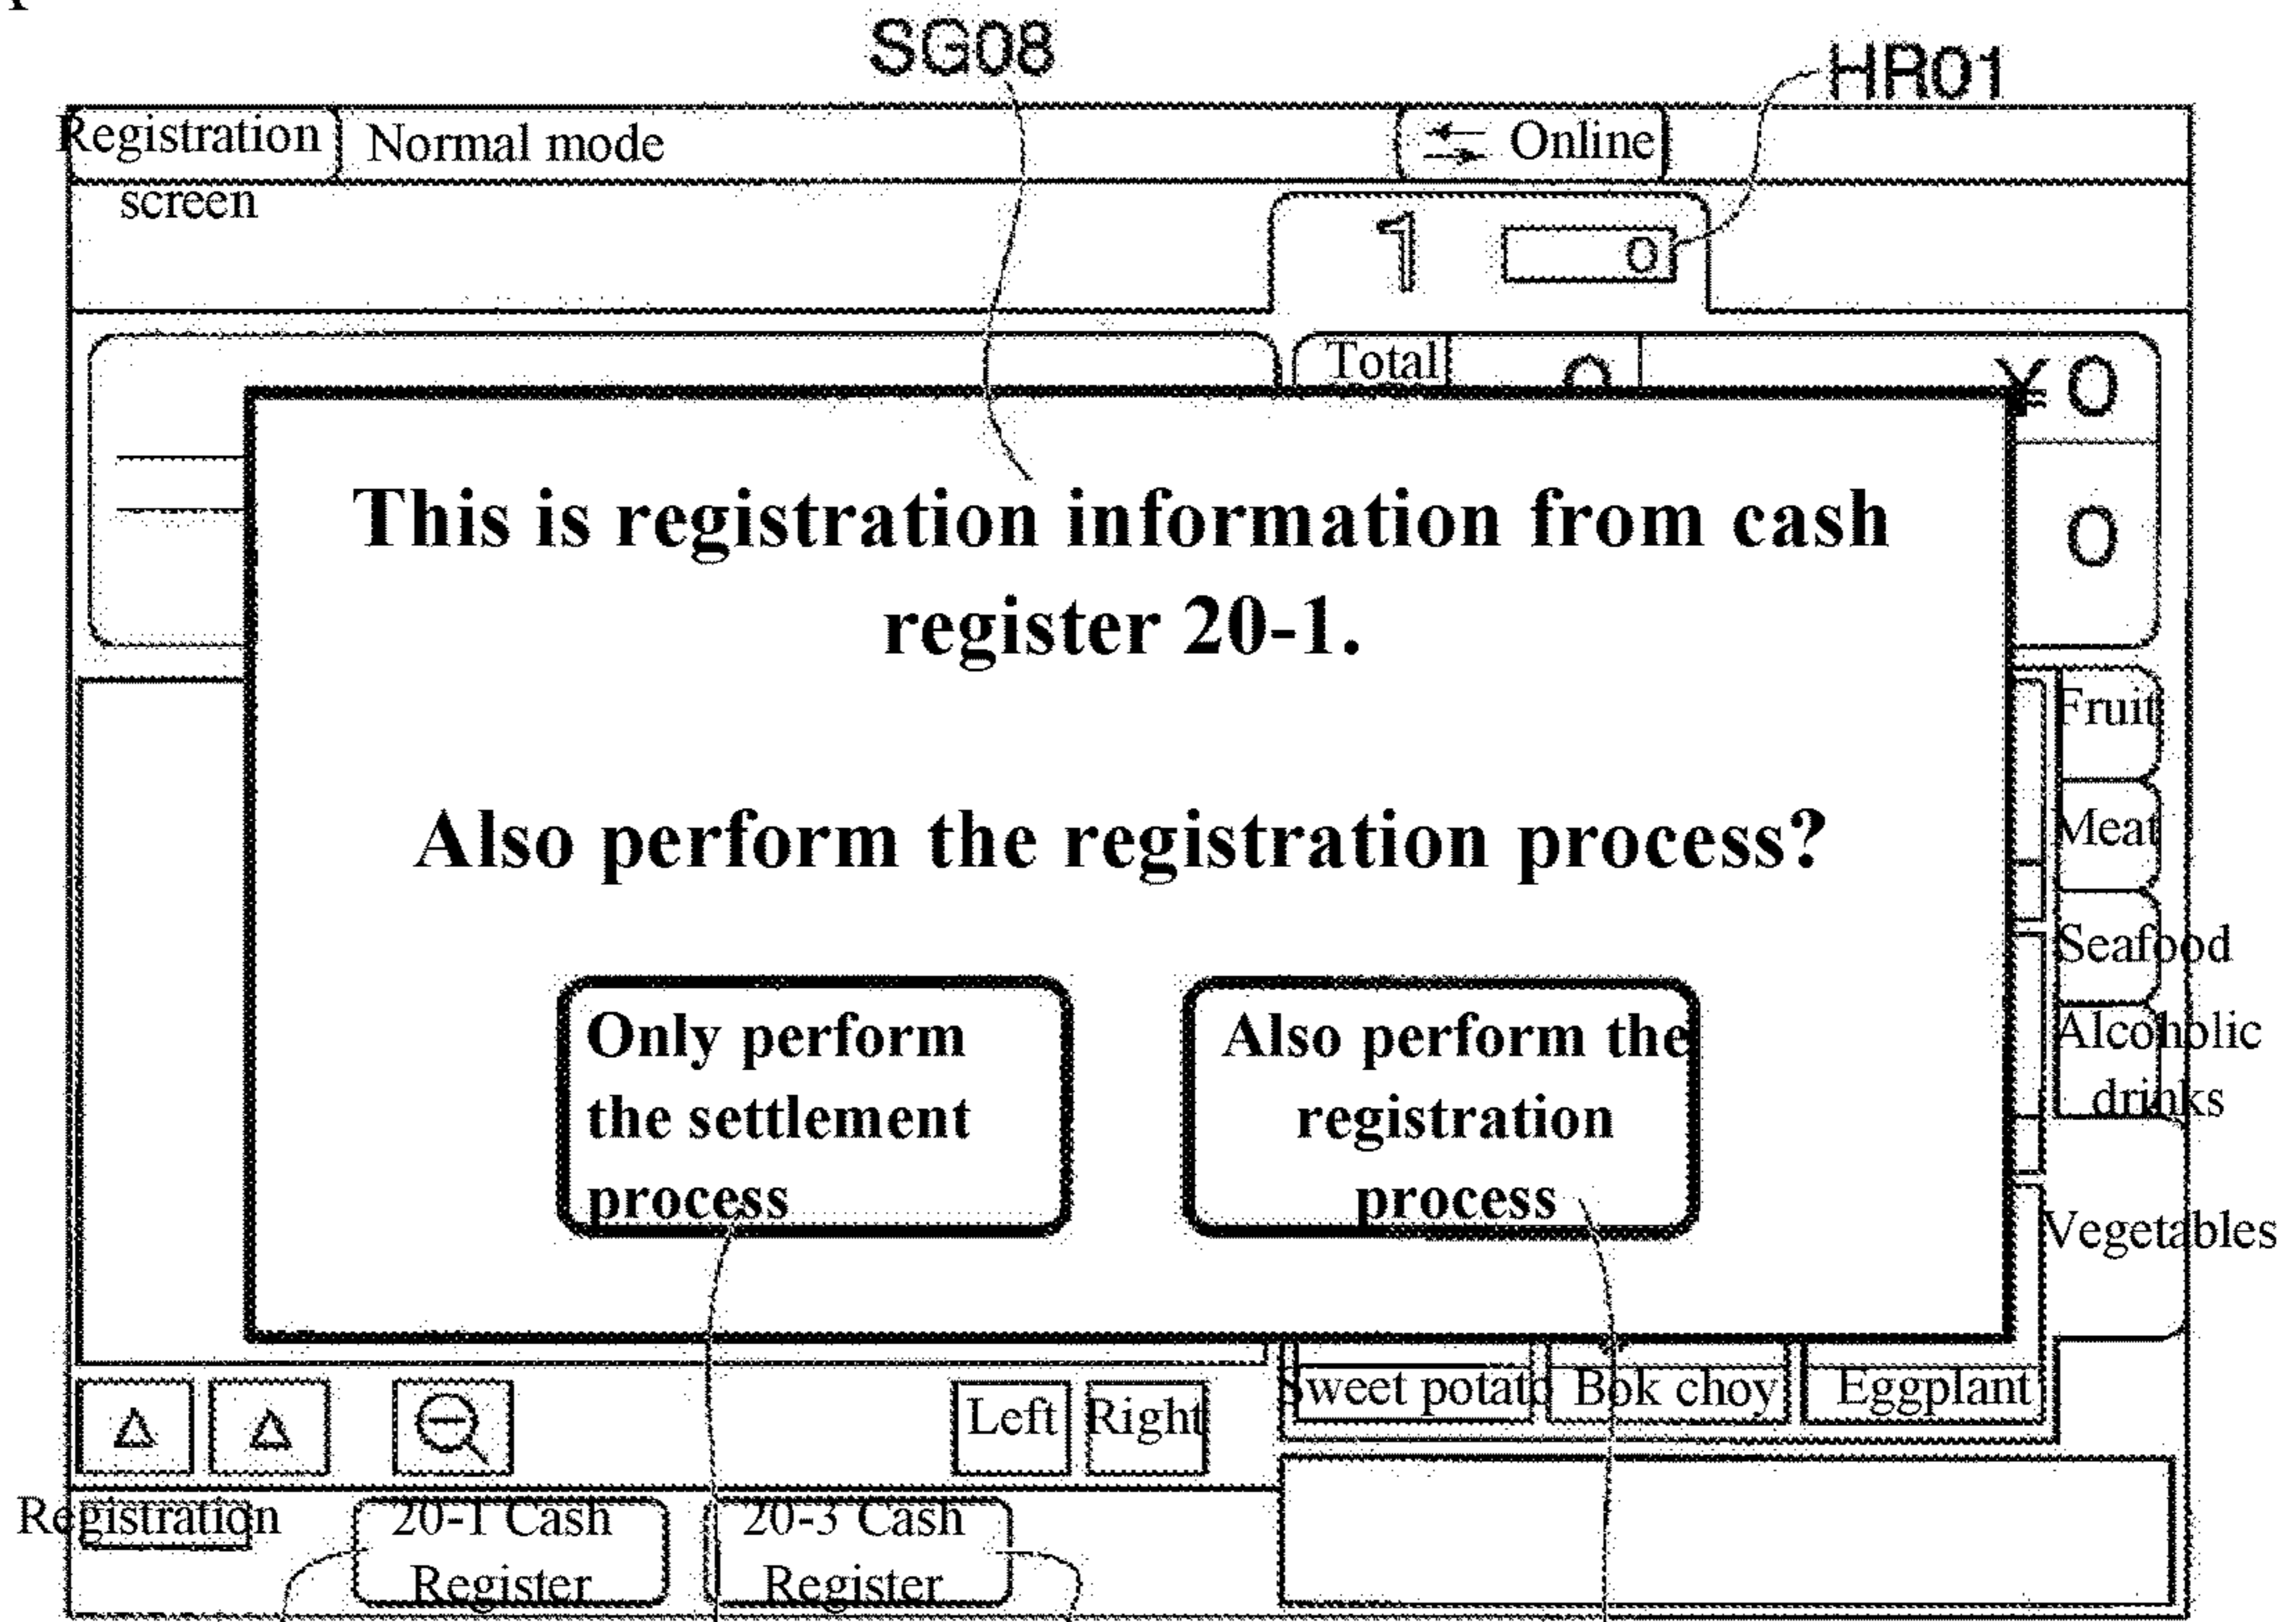 SG08
HR01
Registration
screen
Normal mode
Online
1
0
Total
0
¥0
0
This is registration information from cash
register 20-1.
Also perform the registration process?
Only perform
the settlement
process
Also perform the
registration
process
Fruit
Meat
Seafood
Alcoholic
drinks
Vegetables
Sweet potato
Bok choy
Eggplant
Left
Right
Registration
20-1 Cash
Register
20-3 Cash
Register